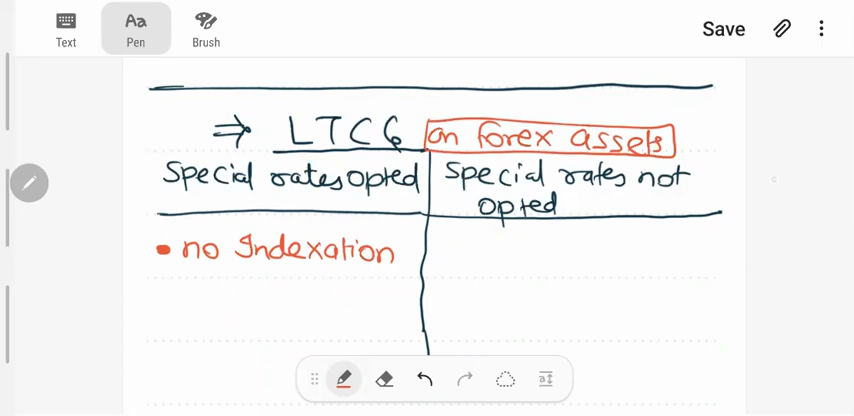 Text
Aa
Pen
Brush
Save
⇒ LTCG on forex assets
Special rates opted
Special rates not
opted
• no Indexation